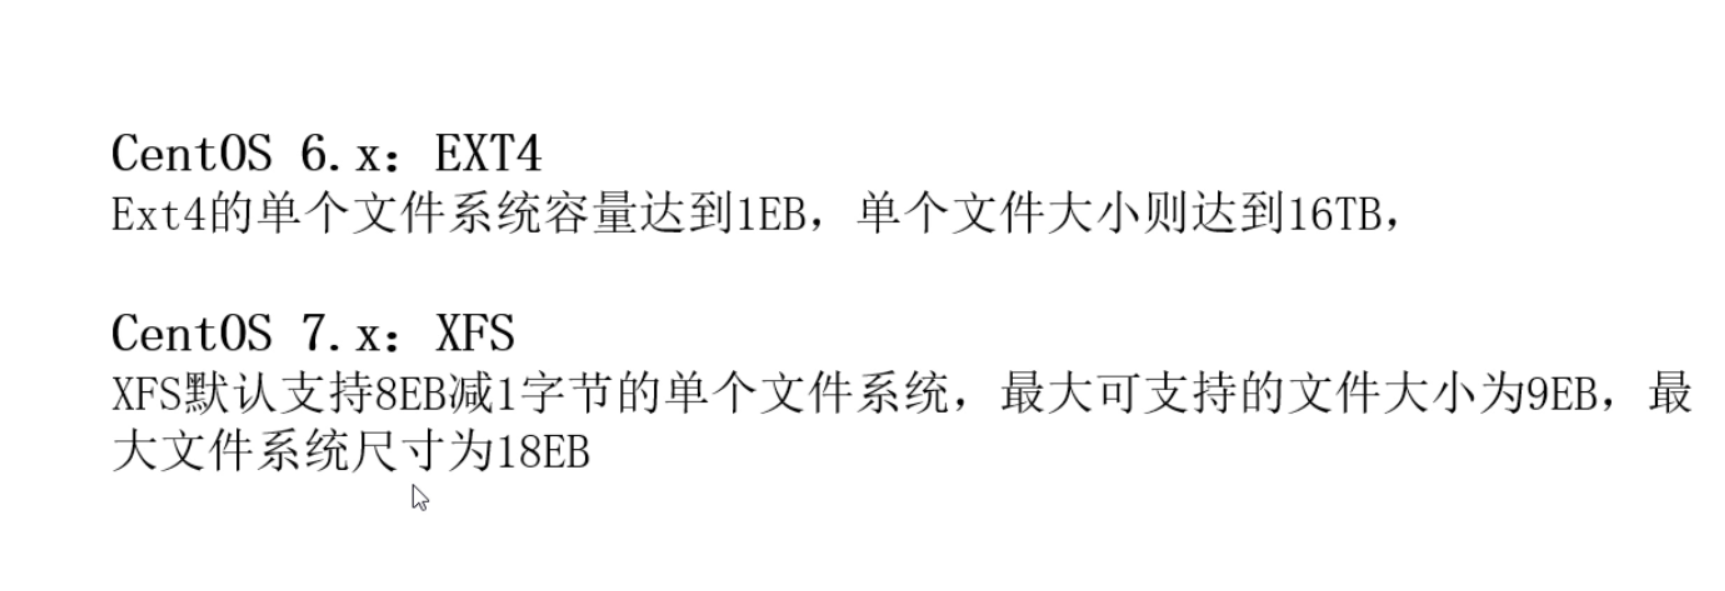 CentOS 6.x：EXT4
Ext4的单个文件系统容量达到1EB，单个文件大小则达到16TB，
CentOS 7.x：XFS
XFS默认支持8EB减1字节的单个文件系统，最大可支持的文件大小为9EB，最
大文件系统尺寸为18EB